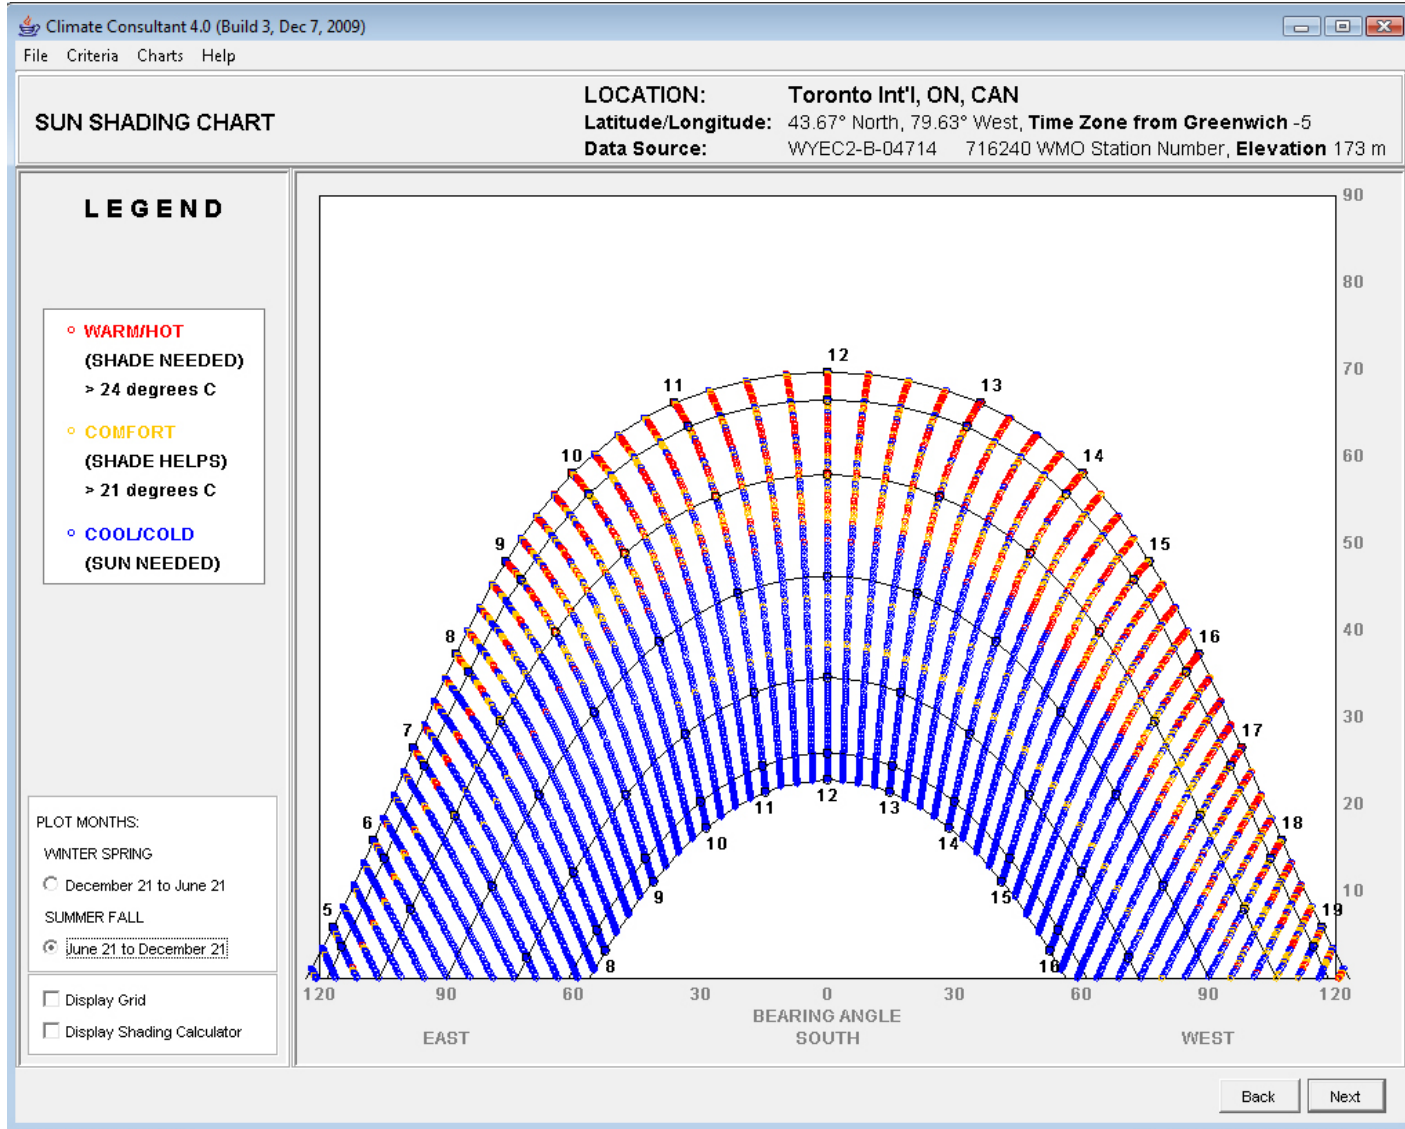 Climate Consultant 4.0 (Build 3, Dec 7, 2009)
File Criteria Charts Help
SUN SHADING CHART
LOCATION: Toronto Int'l, ON, CAN
Latitude/Longitude: 43.67° North, 79.63° West, Time Zone from Greenwich -5
Data Source: WYEC2-B-04714 716240 WMO Station Number, Elevation 173 m
LEGEND
WARM/HOT
(SHADE NEEDED)
> 24 degrees C
COMFORT
(SHADE HELPS)
> 21 degrees C
COOL/COLD
(SUN NEEDED)
PLOT MONTHS:
WINTER SPRING
December 21 to June 21
SUMMER FALL
June 21 to December 21
Display Grid
Display Shading Calculator
90
80
70
60
50
40
30
20
10
12
11 13
10 14
9 15
8 16
7 17
6 18
5 19
12
11 13
10 14
9 15
8 16
120 90 60 30 0 30 60 90 120
BEARING ANGLE
EAST SOUTH WEST
Back Next